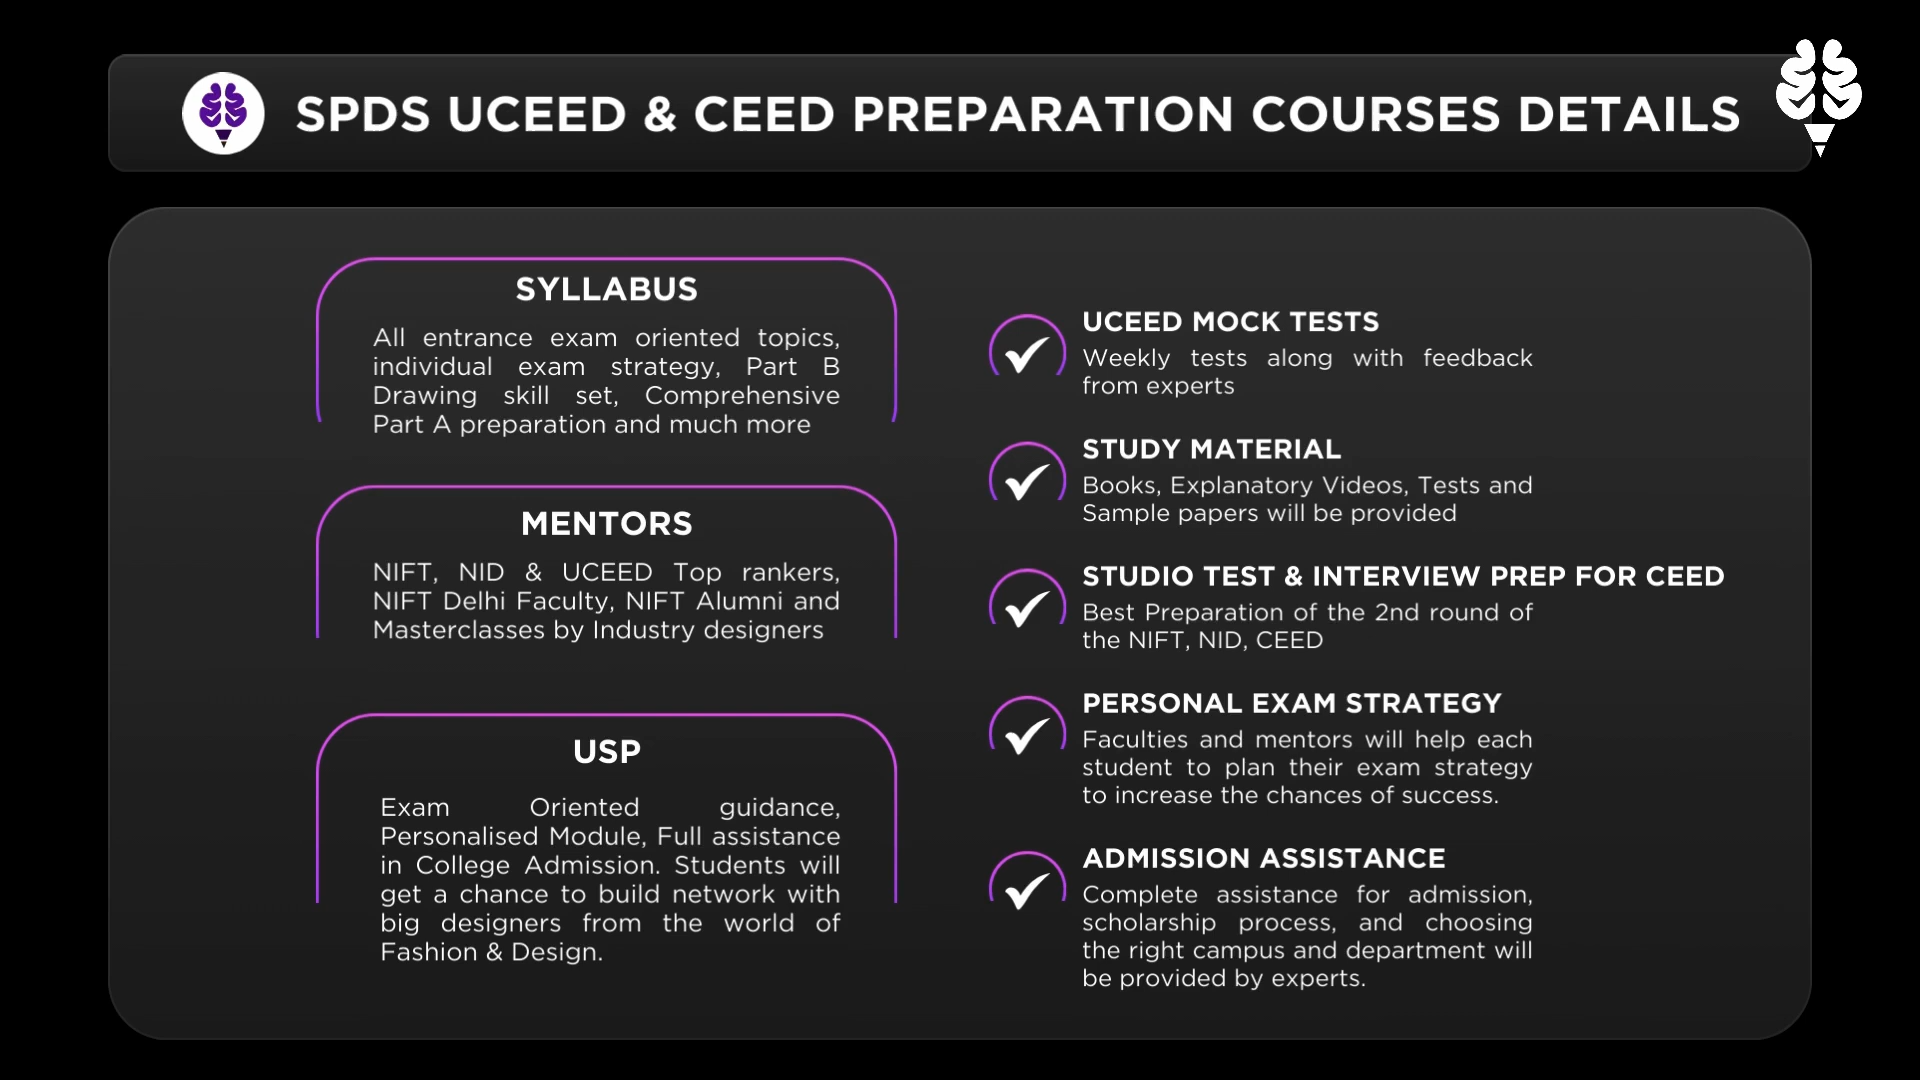 SPDS UCEED & CEED PREPARATION COURSES DETAILS
SYLLABUS
All entrance exam oriented topics,
individual exam strategy, Part B
Drawing skill set, Comprehensive
Part A preparation and much more
MENTORS
NIFT, NID & UCEED Top rankers,
NIFT Delhi Faculty, NIFT Alumni and
Masterclasses by Industry designers
USP
Exam Oriented guidance,
Personalised Module, Full assistance
in College Admission. Students will
get a chance to build network with
big designers from the world of
Fashion & Design.
UCEED MOCK TESTS
Weekly tests along with feedback
from experts
STUDY MATERIAL
Books, Explanatory Videos, Tests and
Sample papers will be provided
STUDIO TEST & INTERVIEW PREP FOR CEED
Best Preparation of the 2nd round of
the NIFT, NID, CEED
PERSONAL EXAM STRATEGY
Faculties and mentors will help each
student to plan their exam strategy
to increase the chances of success.
ADMISSION ASSISTANCE
Complete assistance for admission,
scholarship process, and choosing
the right campus and department will
be provided by experts.